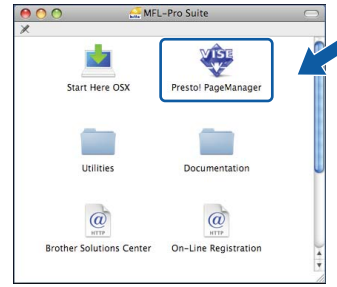 MFL-Pro Suite
VISE
Start Here OSX
Presto! PageManager
Utilities
Documentation
@
HTTP
@
HTTP
Brother Solutions Center
On-Line Registration